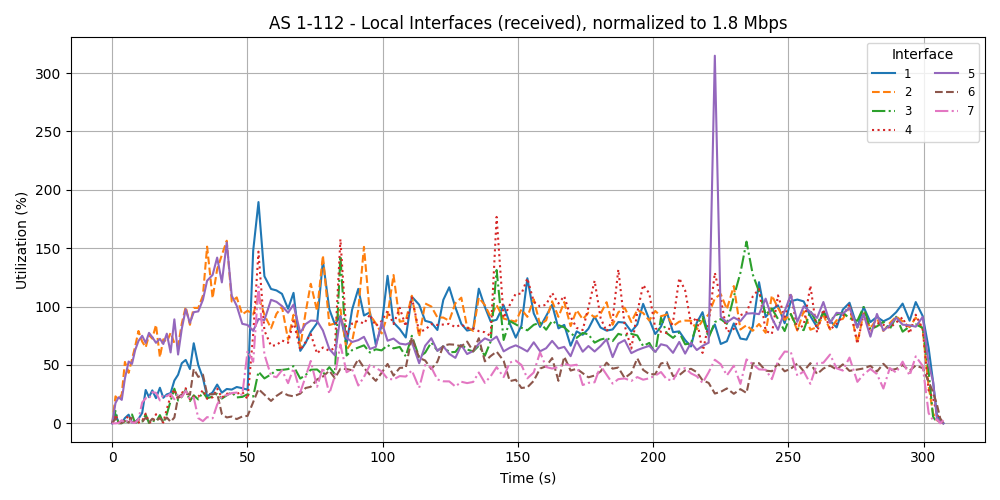 AS 1-112 - Local Interfaces (received), normalized to 1.8 Mbps
Utilization (%)
300
250
200
150
100
50
0
0 50 100 150 200 250 300
Time (s)
Interface
1 5
2 6
3 7
4